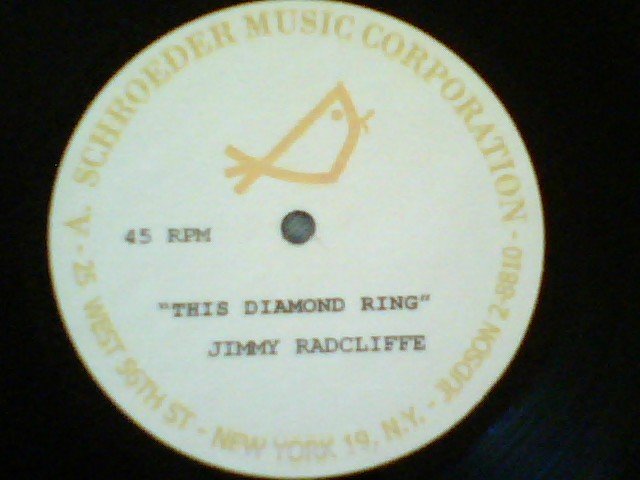 A. SCHROEDER MUSIC CORPORATION -
45 RPM
"THIS DIAMOND RING"
JIMMY RADCLIFFE
25 WEST 56TH ST - NEW YORK 19, N.Y. - JUDSON 2-8810